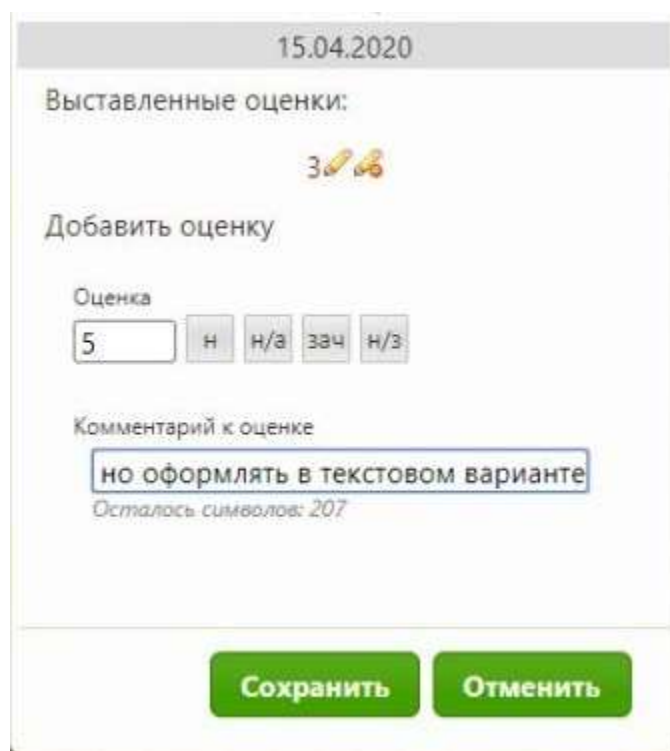 15.04.2020
Выставленные оценки:
3
Добавить оценку
Оценка
5 н н/а зач н/з
Комментарий к оценке
но оформлять в текстовом варианте
Осталось символов: 207
Сохранить Отменить